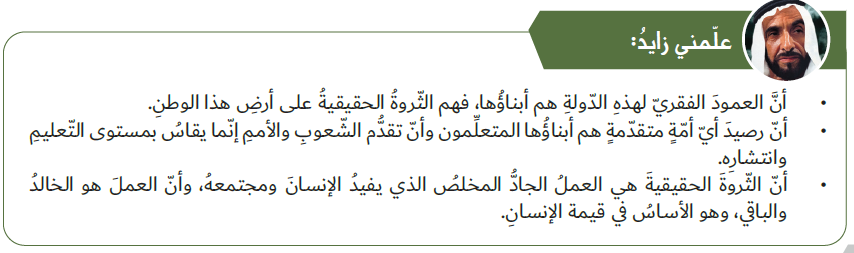 علّمني زايدُ:
• أنَّ العمودَ الفقريّ لهذهِ الدّولةِ هم أبناؤُها، فهم الثّروةُ الحقيقيةُ على أرضِ هذا الوطنِ.
• أنّ رصيدَ أيّ أمّةٍ متقدّمةٍ هم أبناؤُها المتعلِّمون وأنّ تقدُّم الشّعوبِ والأممِ إنّما يقاسُ بمستوى التّعليمِ
وانتشارِه.
• أنّ الثّروةَ الحقيقيةَ هي العملُ الجادُّ المخلصُ الذي يفيدُ الإنسانَ ومجتمعهُ، وأنّ العملَ هو الخالدُ
والباقي، وهو الأساسُ في قيمة الإنسانِ.